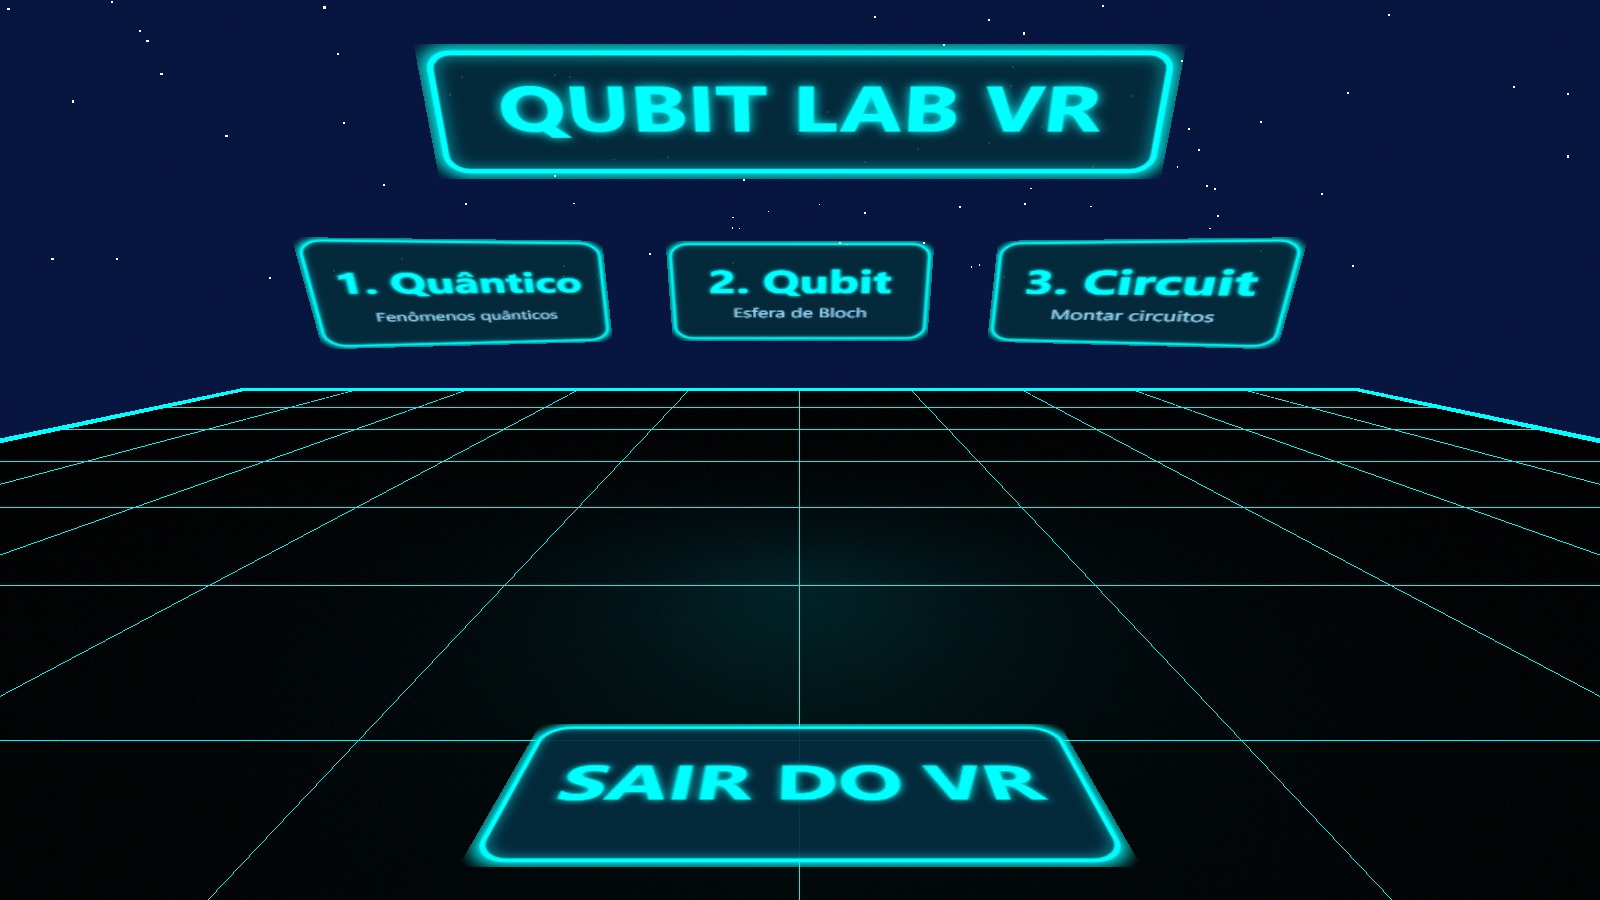 QUBIT LAB VR
1. Quântico
Fenômenos quânticos
2. Qubit
Esfera de Bloch
3. Circuit
Montar circuitos
SAIR DO VR